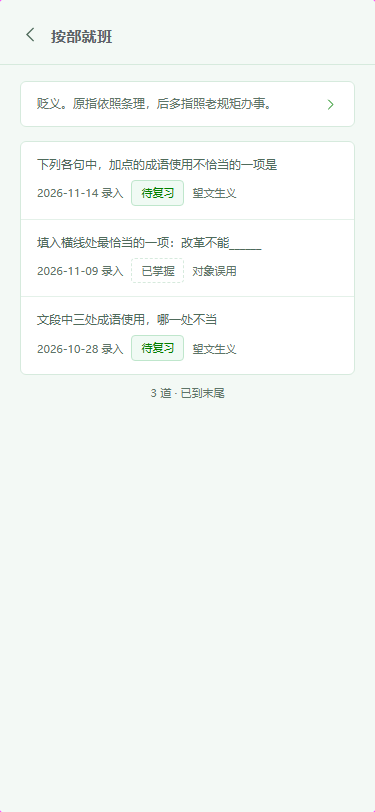 按部就班
贬义。原指依照条理，后多指照老规矩办事。
下列各句中，加点的成语使用不恰当的一项是
2026-11-14 录入 待复习 望文生义
填入横线处最恰当的一项：改革不能______
2026-11-09 录入 已掌握 对象误用
文段中三处成语使用，哪一处不当
2026-10-28 录入 待复习 望文生义
3 道 · 已到末尾